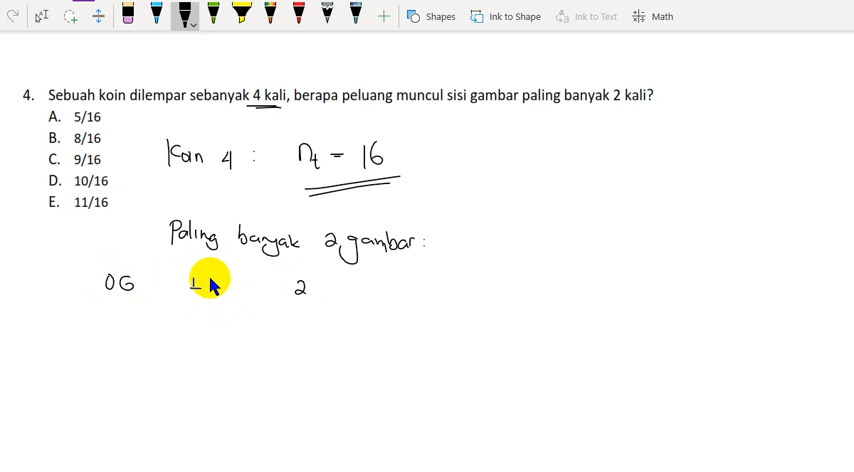 Shapes Ink to Shape Ink to Text Math
4. Sebuah koin dilempar sebanyak 4 kali, berapa peluang muncul sisi gambar paling banyak 2 kali?
A. 5/16
B. 8/16
C. 9/16
D. 10/16
E. 11/16
Koin 4 : nt = 16
Paling banyak 2 gambar :
0G 1 2